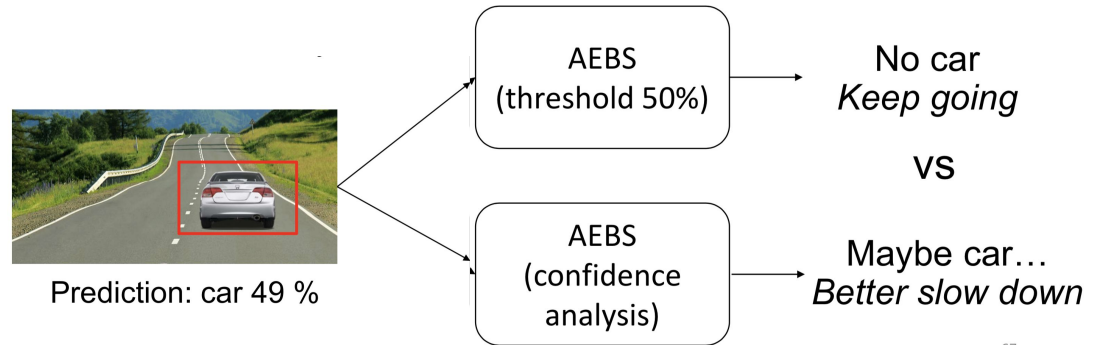 AEBS
(threshold 50%)
No car
Keep going
vs
Prediction: car 49 %
AEBS
(confidence
analysis)
Maybe car…
Better slow down